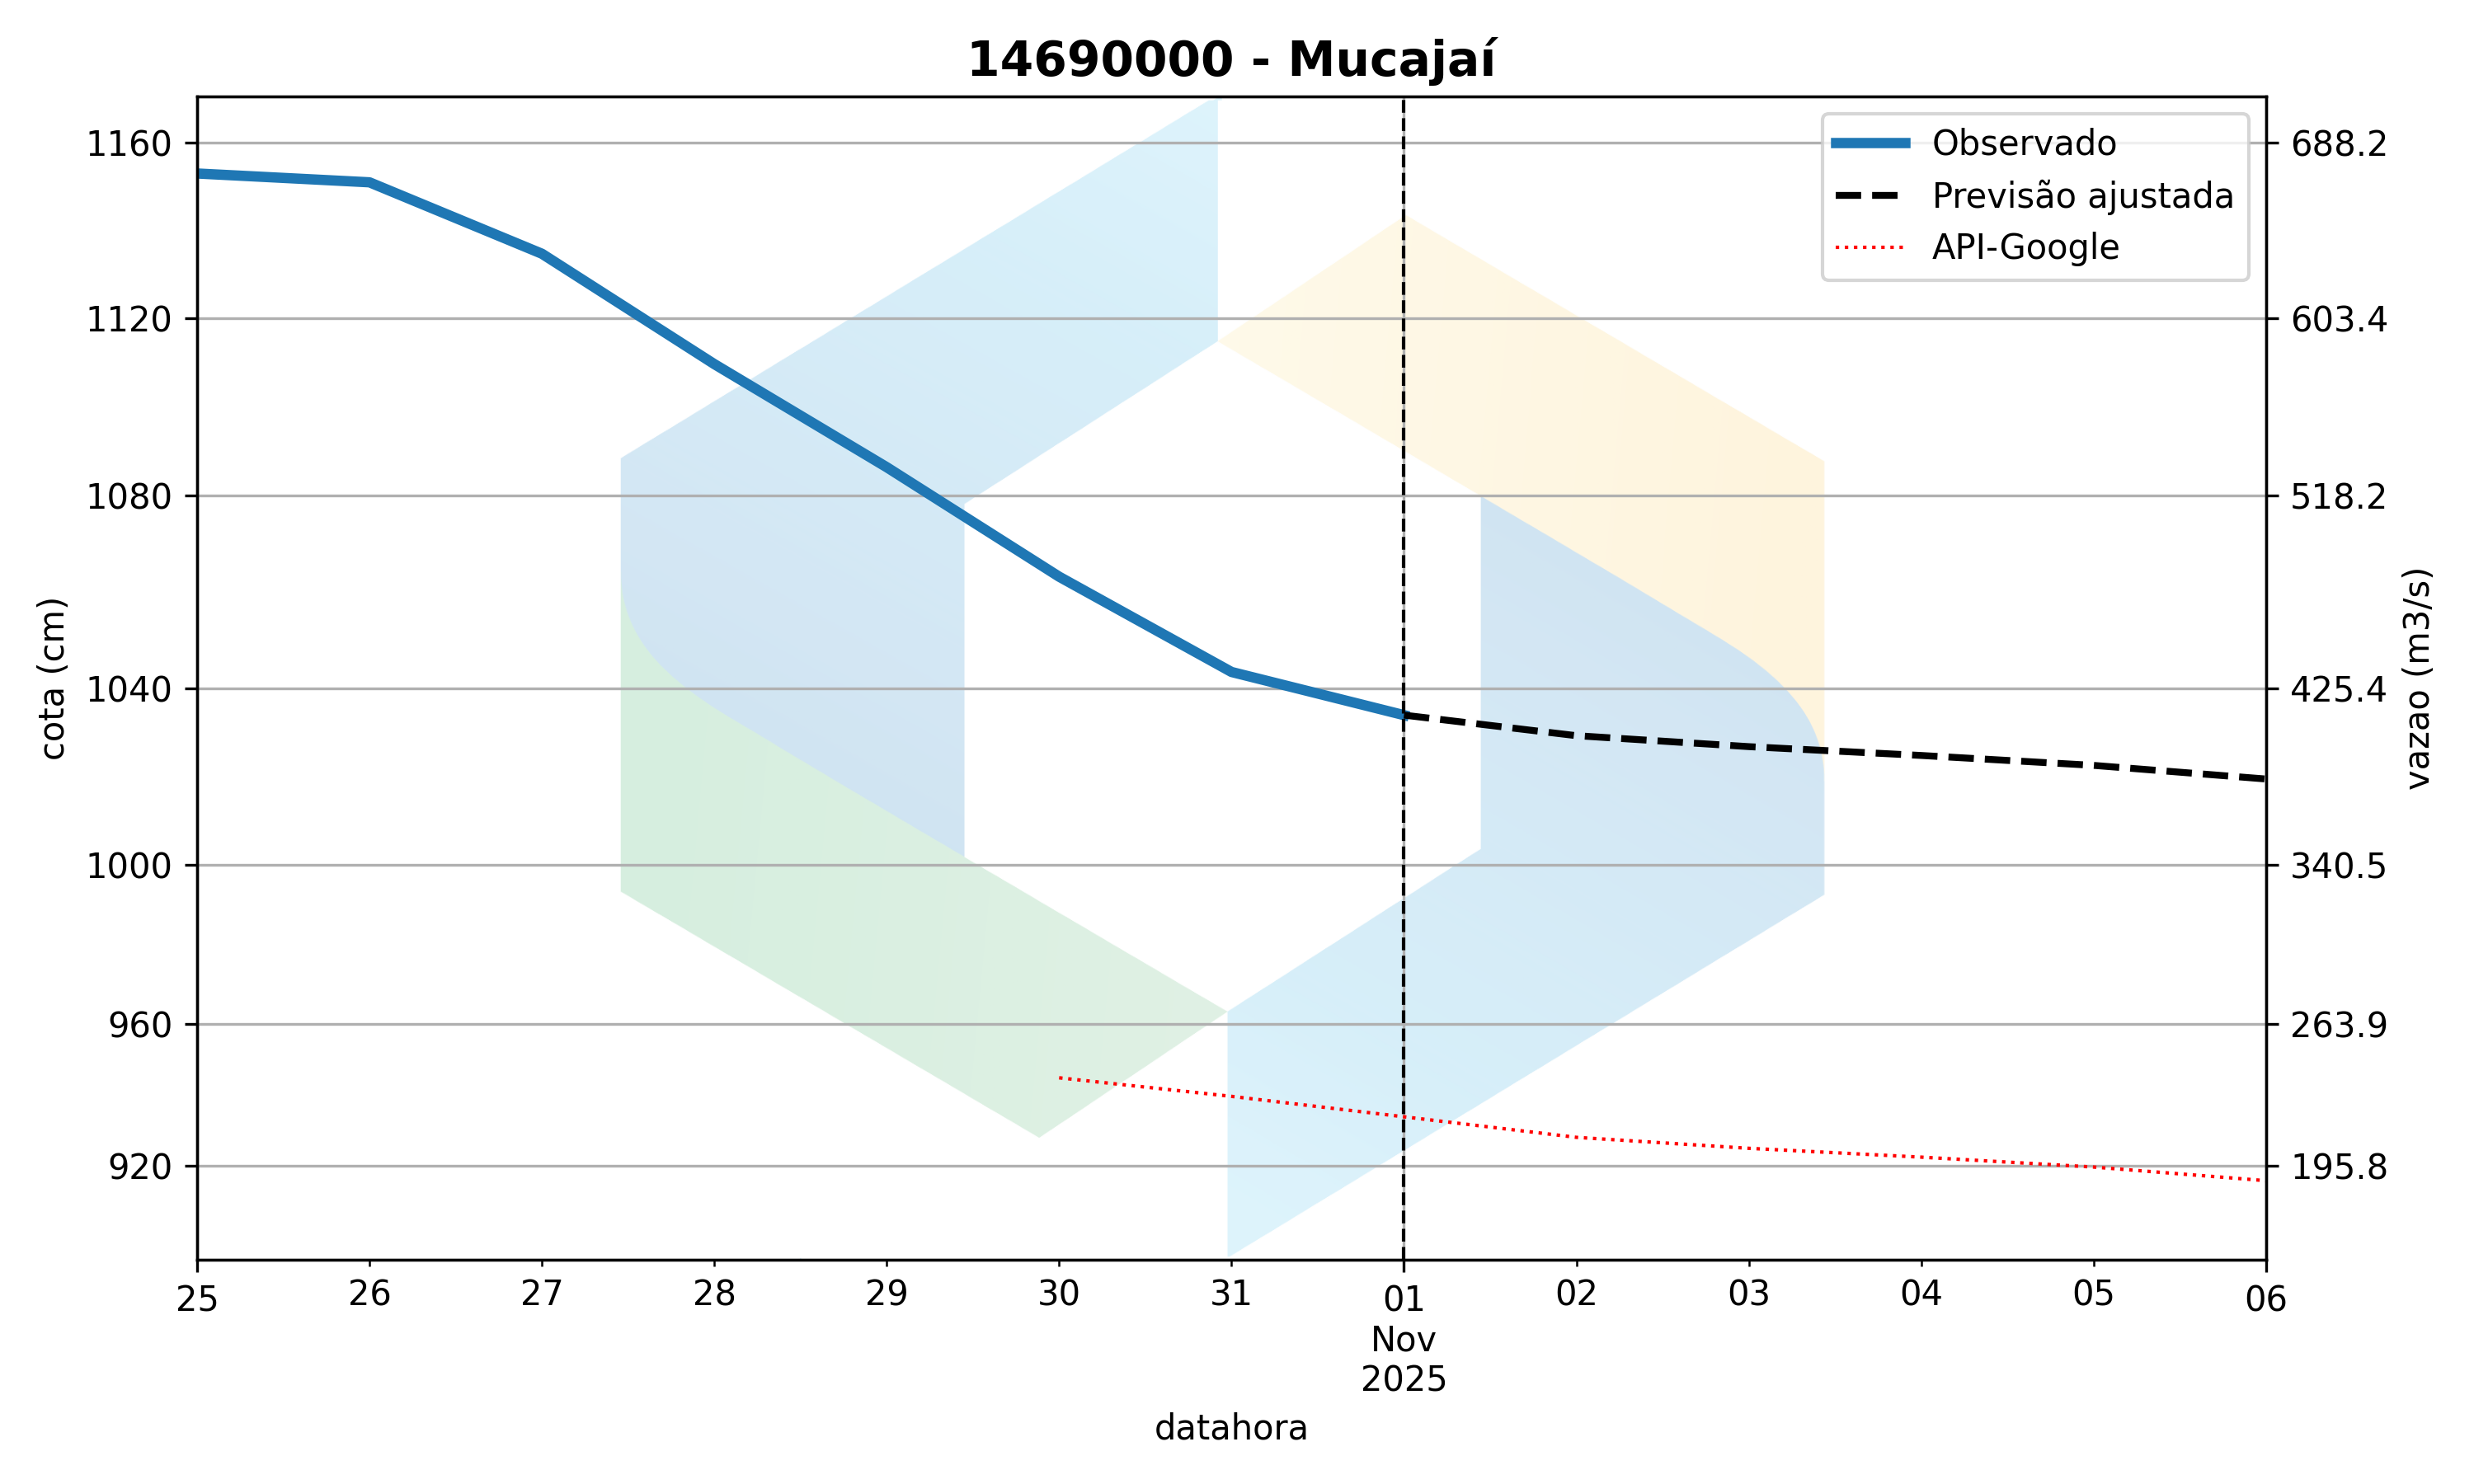 14690000 - Mucajaí
1160
1120
1080
1040
1000
960
920
cota (cm)
688.2
603.4
518.2
425.4
340.5
263.9
195.8
vazao (m3/s)
Observado
Previsão ajustada
API-Google
25 26 27 28 29 30 31 01 02 03 04 05 06
Nov
2025
datahora